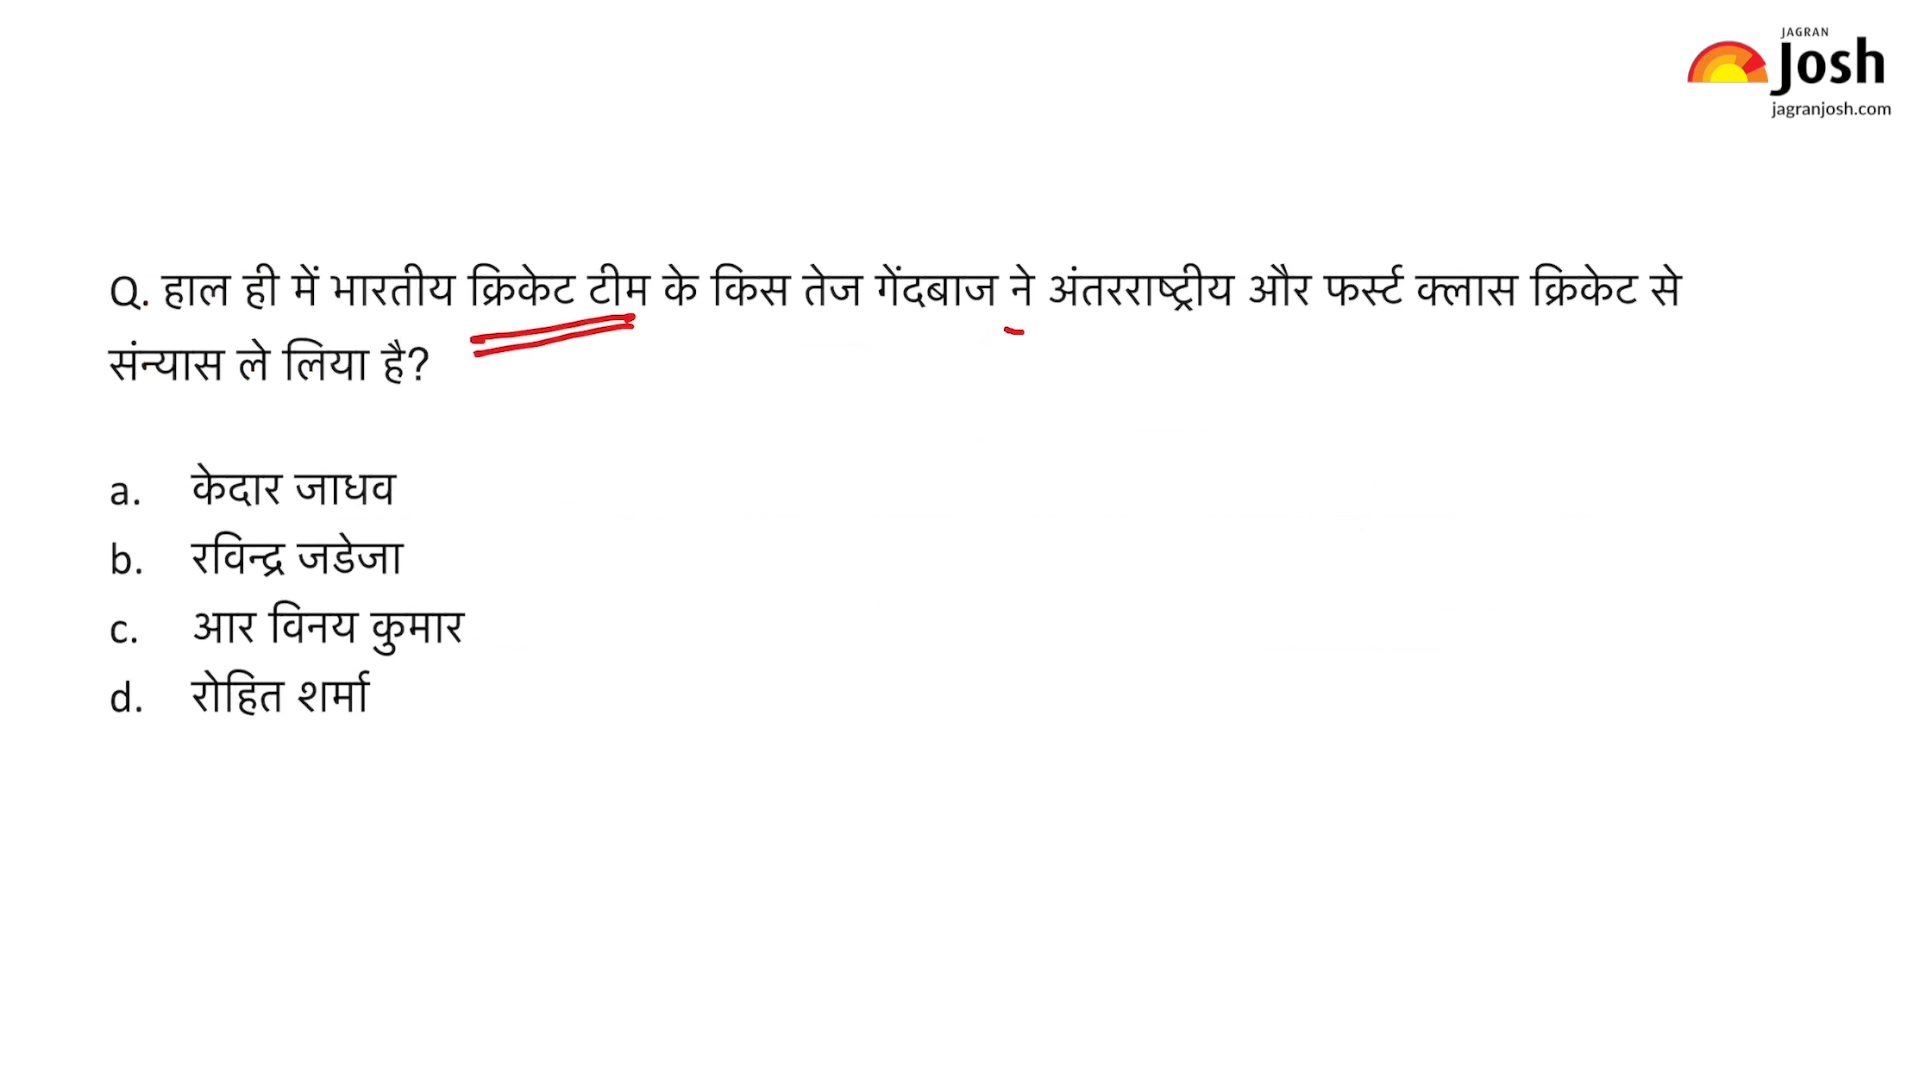 JAGRAN
Josh
jagranjosh.com
Q. हाल ही में भारतीय क्रिकेट टीम के किस तेज गेंदबाज ने अंतरराष्ट्रीय और फर्स्ट क्लास क्रिकेट से
संन्यास ले लिया है?
a. केदार जाधव
b. रविन्द्र जडेजा
c. आर विनय कुमार
d. रोहित शर्मा